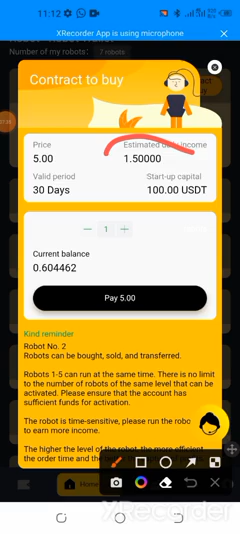 11:12
XRecorder App is using microphone
Number of my robots: 7 robots
Contract to buy
Price Estimated daily income
5.00 1.50000
Valid period Start-up capital
30 Days 100.00 USDT
1
Current balance
0.604462
Pay 5.00
Kind reminder
Robot No. 2
Robots can be bought, sold, and transferred.
Robots 1-5 can run at the same time. There is no
limit to the number of robots of the same level that can be
activated. Please ensure that the account has
sufficient funds for activation.
The robot is time-sensitive, please run the robo
to earn more income.
The higher the level of the robot, the more efficient
the order time and the
Home
XRecorder